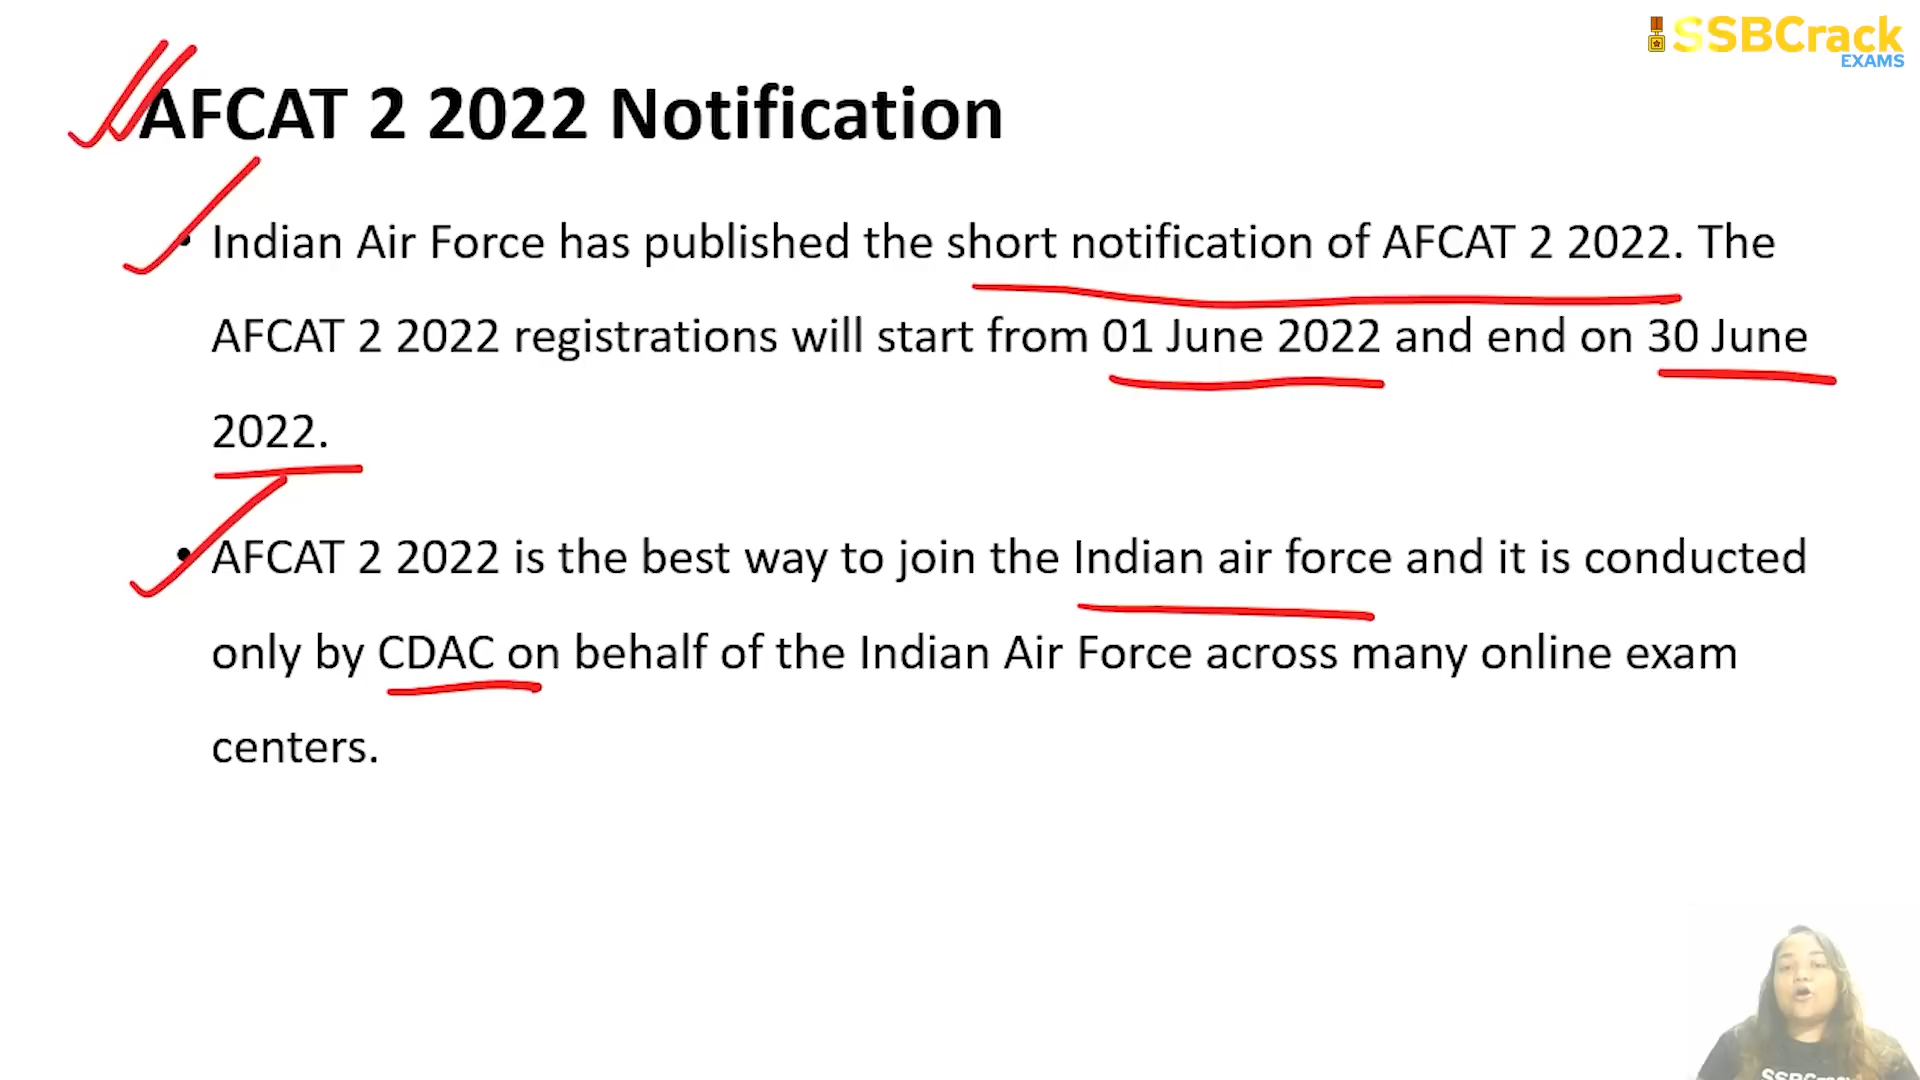 SSBCrack
EXAMS
AFCAT 2 2022 Notification
• Indian Air Force has published the short notification of AFCAT 2 2022. The
AFCAT 2 2022 registrations will start from 01 June 2022 and end on 30 June
2022.
• AFCAT 2 2022 is the best way to join the Indian air force and it is conducted
only by CDAC on behalf of the Indian Air Force across many online exam
centers.